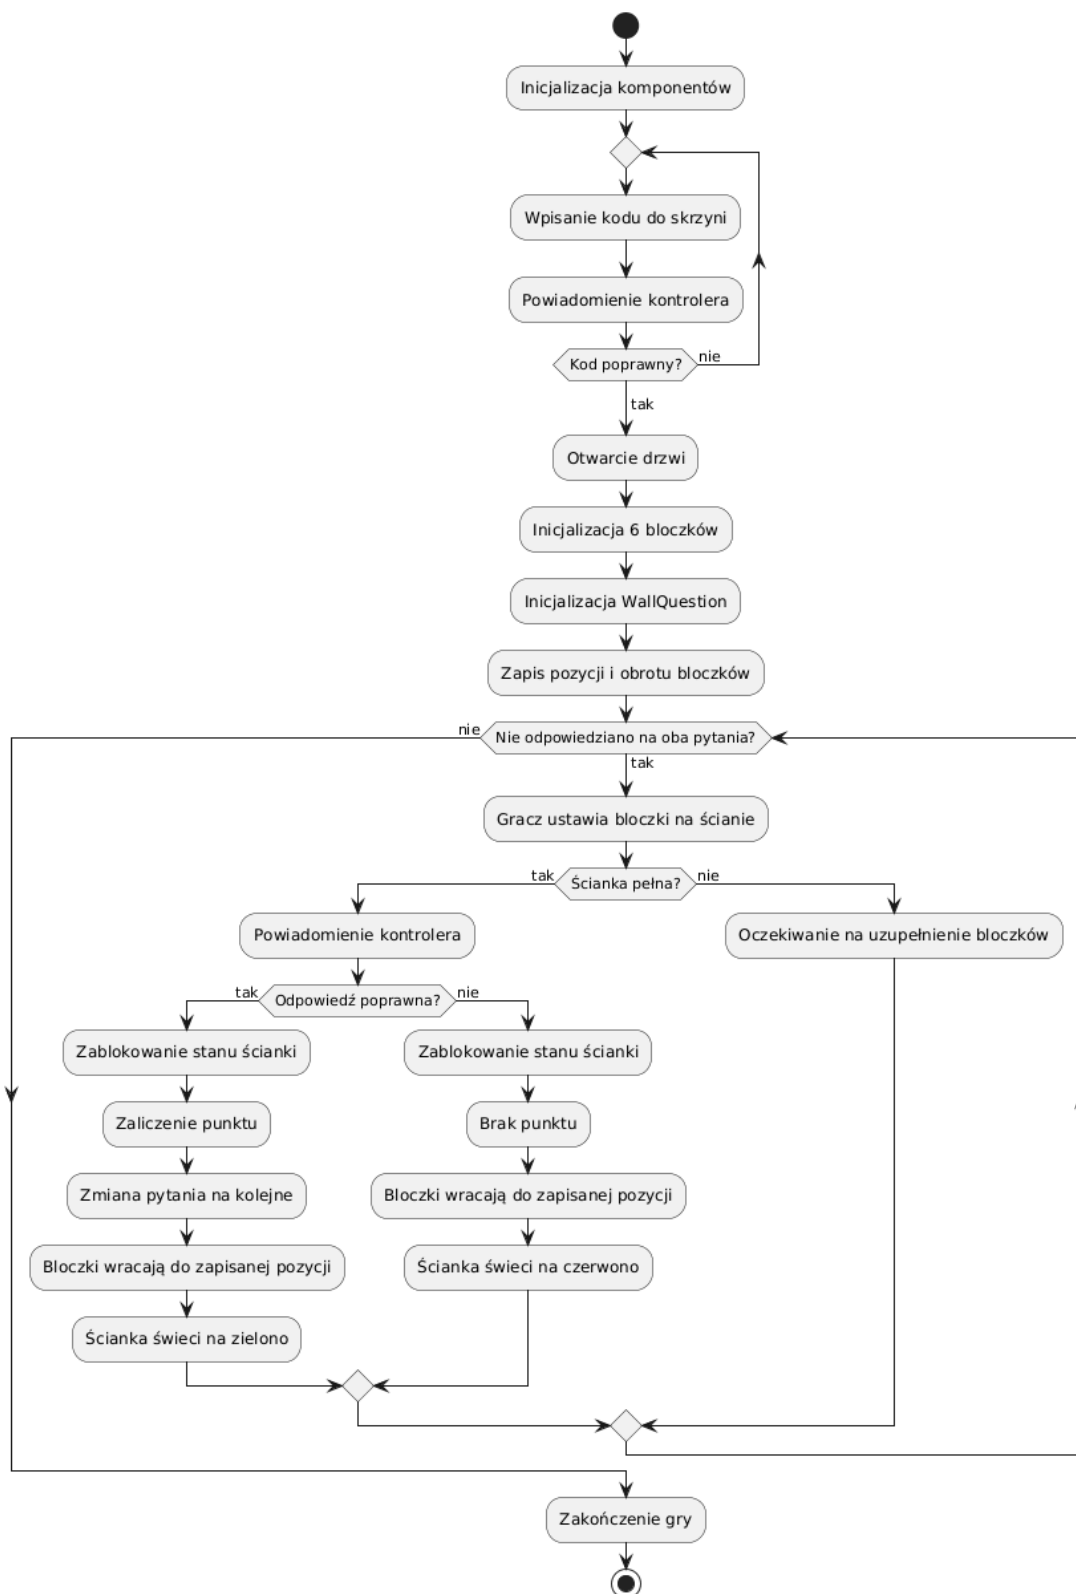 Inicjalizacja komponentów
Wpisanie kodu do skrzyni
Powiadomienie kontrolera
Kod poprawny?
nie
tak
Otwarcie drzwi
Inicjalizacja 6 bloczków
Inicjalizacja WallQuestion
Zapis pozycji i obrotu bloczków
nie
Nie odpowiedziano na oba pytania?
tak
Gracz ustawia bloczki na ścianie
tak
Ścianka pełna?
nie
Powiadomienie kontrolera
Oczekiwanie na uzupełnienie bloczków
tak
Odpowiedź poprawna?
nie
Zablokowanie stanu ścianki
Zablokowanie stanu ścianki
Zaliczenie punktu
Brak punktu
Zmiana pytania na kolejne
Bloczki wracają do zapisanej pozycji
Bloczki wracają do zapisanej pozycji
Ścianka świeci na czerwono
Ścianka świeci na zielono
Zakończenie gry